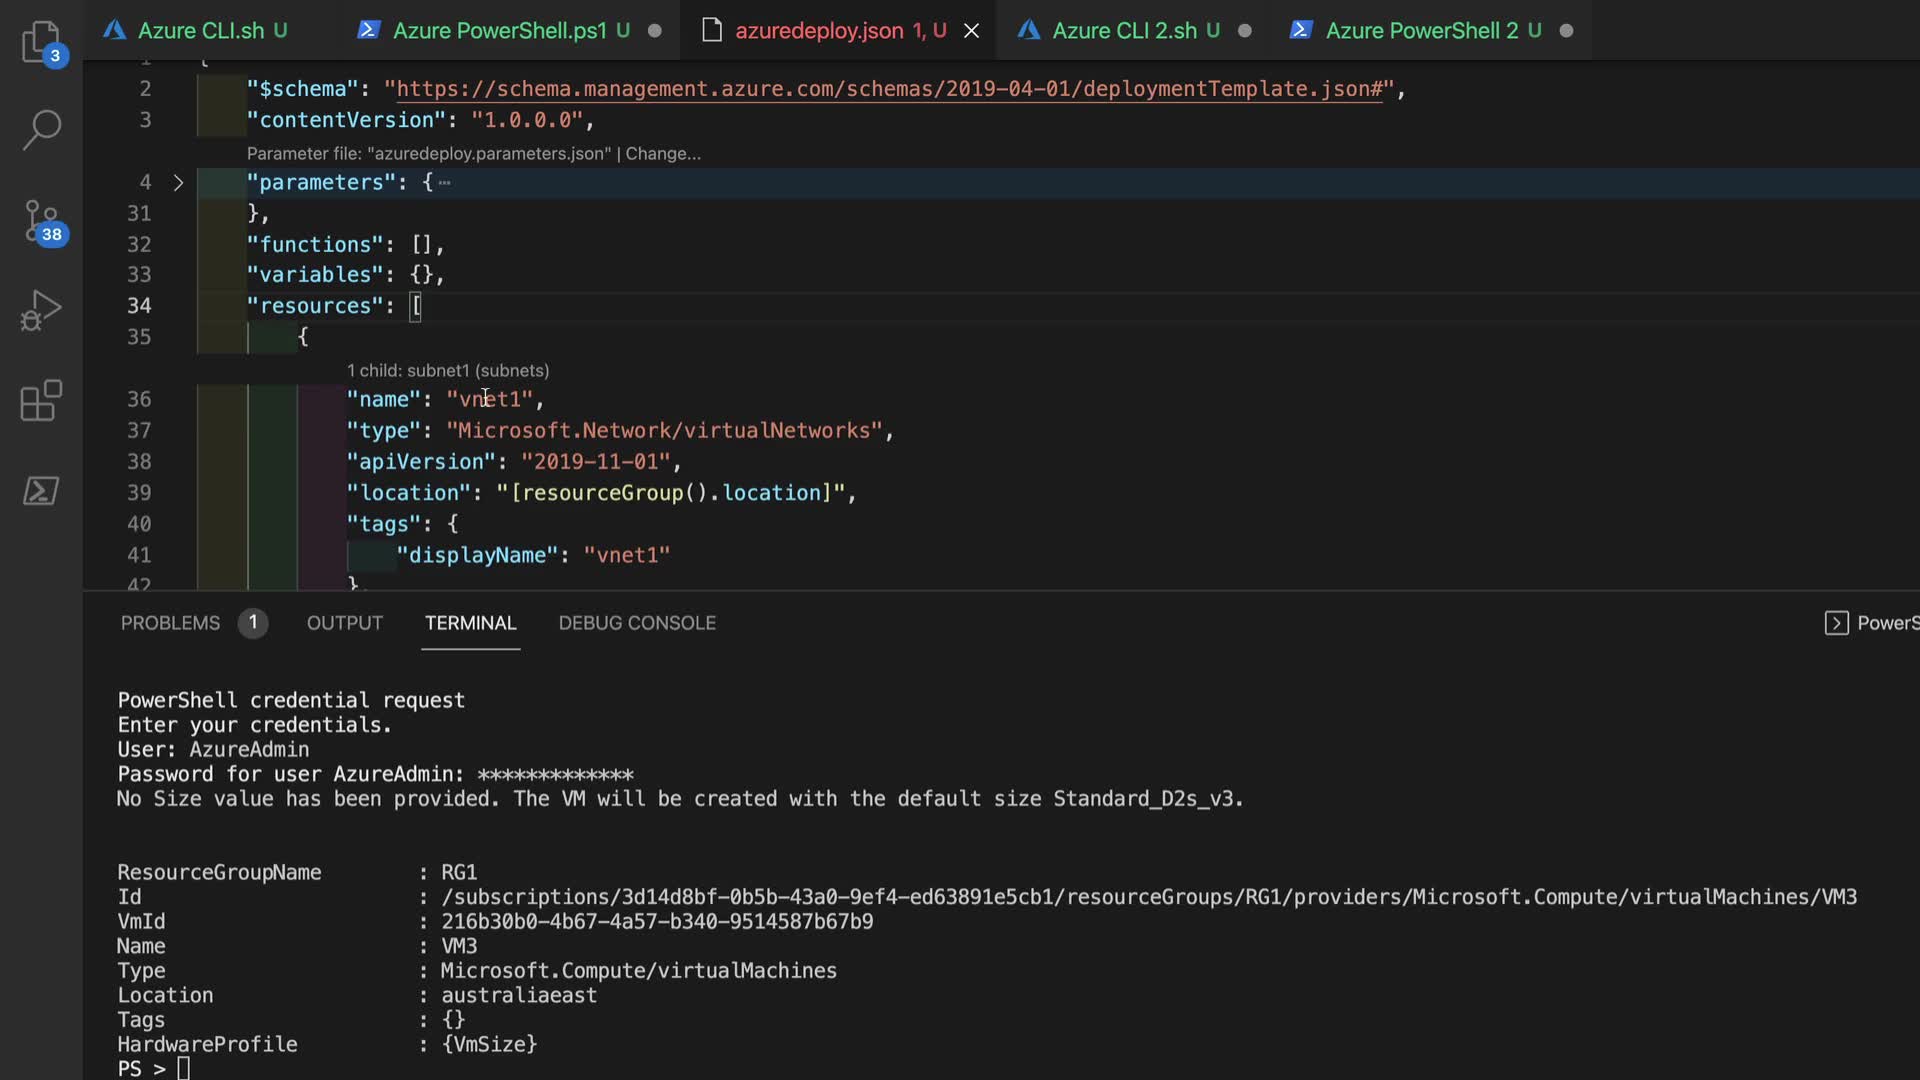 Azure CLI.sh U
Azure PowerShell.ps1 U
azuredeploy.json 1, U
Azure CLI 2.sh U
Azure PowerShell 2 U
3
38
1 {
2 "$schema": "https://schema.management.azure.com/schemas/2019-04-01/deploymentTemplate.json#",
3 "contentVersion": "1.0.0.0",
Parameter file: "azuredeploy.parameters.json" | Change...
4 "parameters": { ⋯
31 },
32 "functions": [],
33 "variables": {},
34 "resources": [
35 {
1 child: subnet1 (subnets)
36 "name": "vnet1",
37 "type": "Microsoft.Network/virtualNetworks",
38 "apiVersion": "2019-11-01",
39 "location": "[resourceGroup().location]",
40 "tags": {
41 "displayName": "vnet1"
42 },
PROBLEMS 1 OUTPUT TERMINAL DEBUG CONSOLE PowerS
PowerShell credential request
Enter your credentials.
User: AzureAdmin
Password for user AzureAdmin: *************
No Size value has been provided. The VM will be created with the default size Standard_D2s_v3.
ResourceGroupName : RG1
Id : /subscriptions/3d14d8bf-0b5b-43a0-9ef4-ed63891e5cb1/resourceGroups/RG1/providers/Microsoft.Compute/virtualMachines/VM3
VmId : 216b30b0-4b67-4a57-b340-9514587b67b9
Name : VM3
Type : Microsoft.Compute/virtualMachines
Location : australiaeast
Tags : {}
HardwareProfile : {VmSize}
PS >